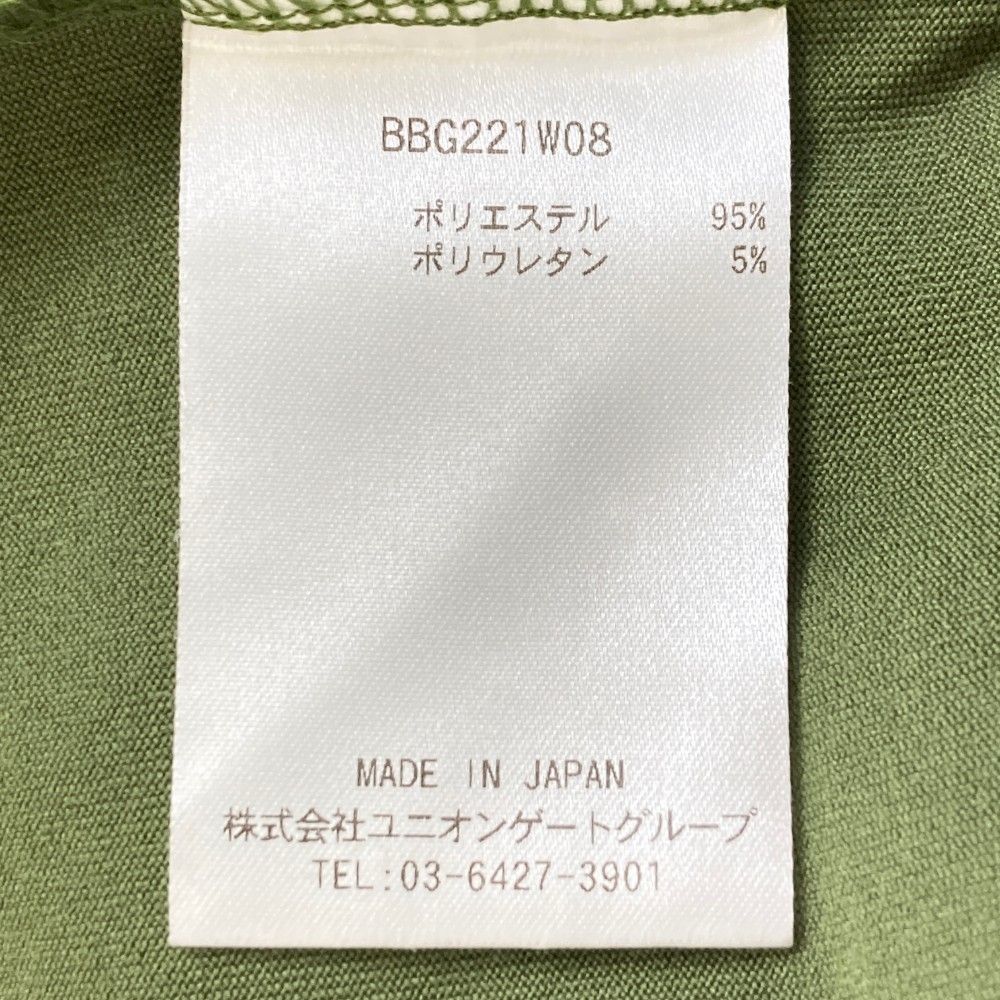 BBG221W08
ポリエステル 95%
ポリウレタン 5%
MADE IN JAPAN
株式会社ユニオンゲートグループ
TEL:03-6427-3901